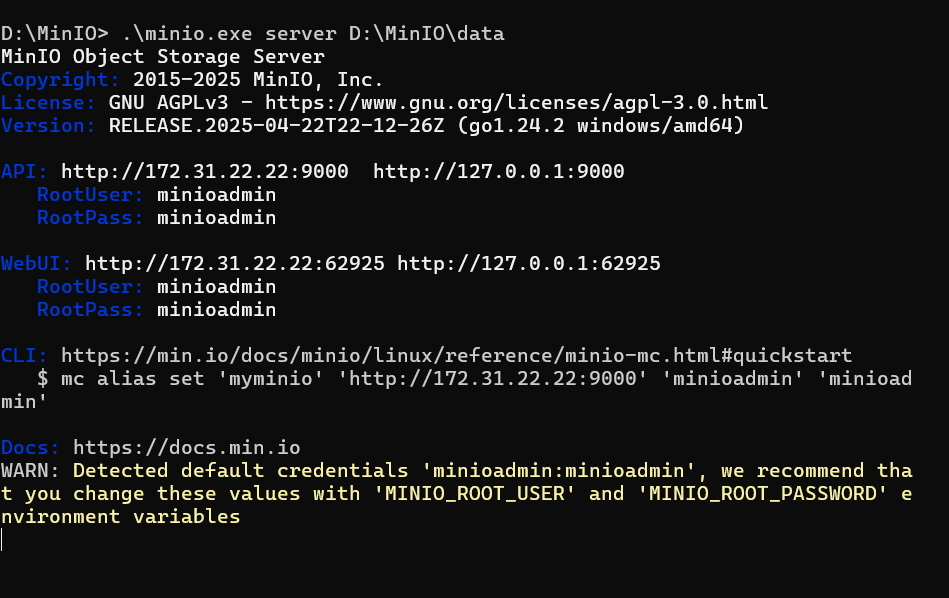 D:\MinIO> .\minio.exe server D:\MinIO\data
MinIO Object Storage Server
Copyright: 2015-2025 MinIO, Inc.
License: GNU AGPLv3 - https://www.gnu.org/licenses/agpl-3.0.html
Version: RELEASE.2025-04-22T22-12-26Z (go1.24.2 windows/amd64)
API: http://172.31.22.22:9000  http://127.0.0.1:9000
   RootUser: minioadmin
   RootPass: minioadmin
WebUI: http://172.31.22.22:62925 http://127.0.0.1:62925
   RootUser: minioadmin
   RootPass: minioadmin
CLI: https://min.io/docs/minio/linux/reference/minio-mc.html#quickstart
   $ mc alias set 'myminio' 'http://172.31.22.22:9000' 'minioadmin' 'minioad
min'
Docs: https://docs.min.io
WARN: Detected default credentials 'minioadmin:minioadmin', we recommend tha
t you change these values with 'MINIO_ROOT_USER' and 'MINIO_ROOT_PASSWORD' e
nvironment variables